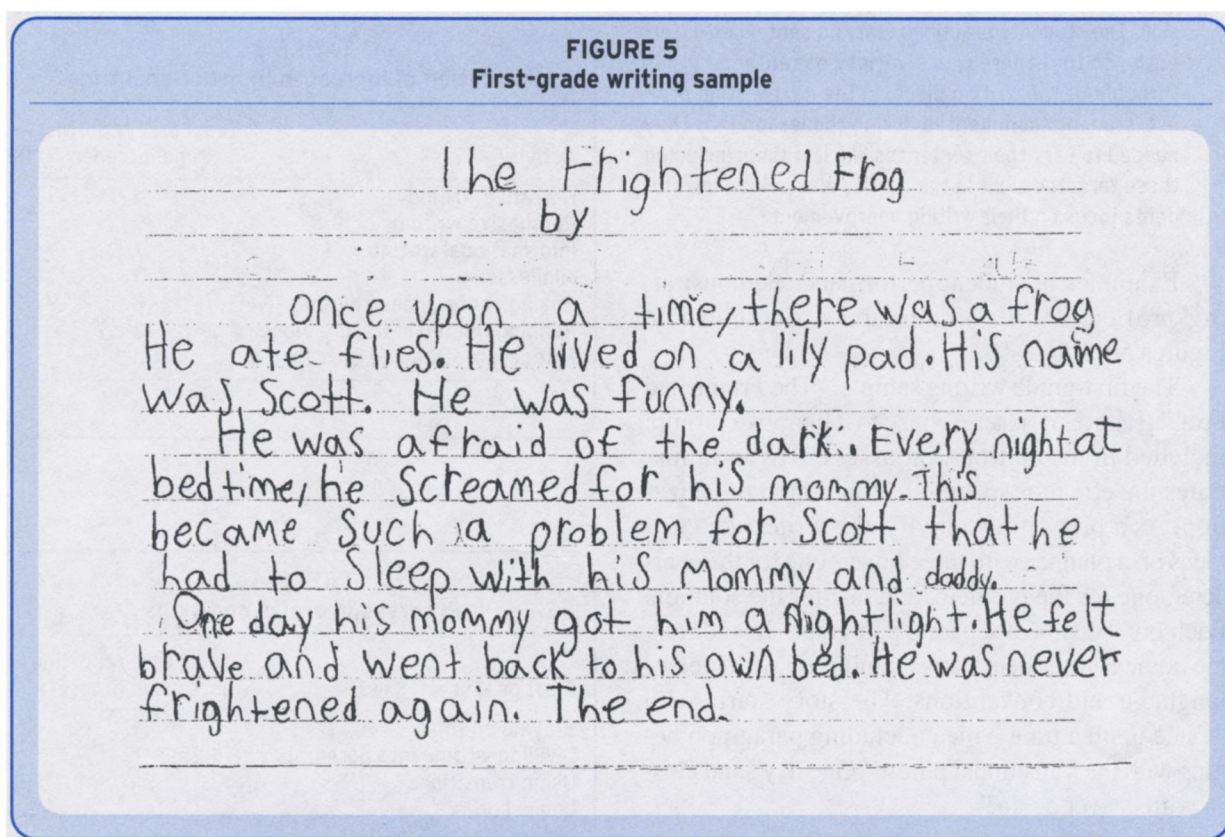 FIGURE 5
First-grade writing sample
The Frightened frog
by
once upon a time, there was a frog
He ate flies. He lived on a lily pad. His name
was Scott. He was funny.
He was afraid of the dark. Every night at
bedtime he screamed for his mommy. This
became such a problem for Scott that he
had to sleep with his mommy and daddy.
One day his mommy got him a nightlight. He felt
brave and went back to his own bed. He was never
frightened again. The end.